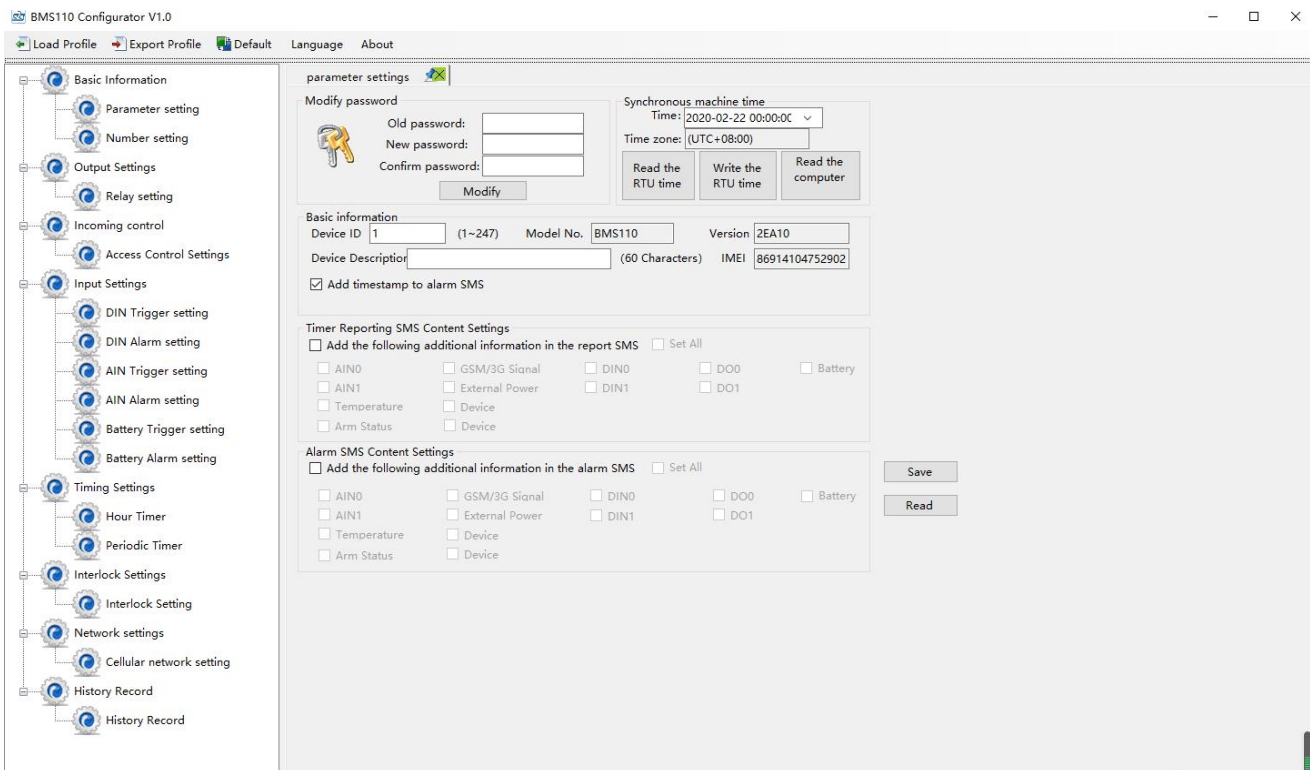 BMS110 Configurator V1.0
Load Profile Export Profile Default Language About
Basic Information
Parameter setting
Number setting
Output Settings
Relay setting
Incoming control
Access Control Settings
Input Settings
DIN Trigger setting
DIN Alarm setting
AIN Trigger setting
AIN Alarm setting
Battery Trigger setting
Battery Alarm setting
Timing Settings
Hour Timer
Periodic Timer
Interlock Settings
Interlock Setting
Network settings
Cellular network setting
History Record
History Record
parameter settings
Modify password
Old password:
New password:
Confirm password:
Modify
Synchronous machine time
Time: 2020-02-22 00:00:0C
Time zone: (UTC+08:00)
Read the
RTU time
Write the
RTU time
Read the
computer
Basic information
Device ID 1 (1~247) Model No. BMS110 Version 2EA10
Device Description (60 Characters) IMEI 86914104752902
Add timestamp to alarm SMS
Timer Reporting SMS Content Settings
Add the following additional information in the report SMS Set All
AIN0 GSM/3G Signal DIN0 DO0 Battery
AIN1 External Power DIN1 DO1
Temperature Device
Arm Status Device
Alarm SMS Content Settings
Add the following additional information in the alarm SMS Set All
AIN0 GSM/3G Signal DIN0 DO0 Battery
AIN1 External Power DIN1 DO1
Temperature Device
Arm Status Device
Save
Read